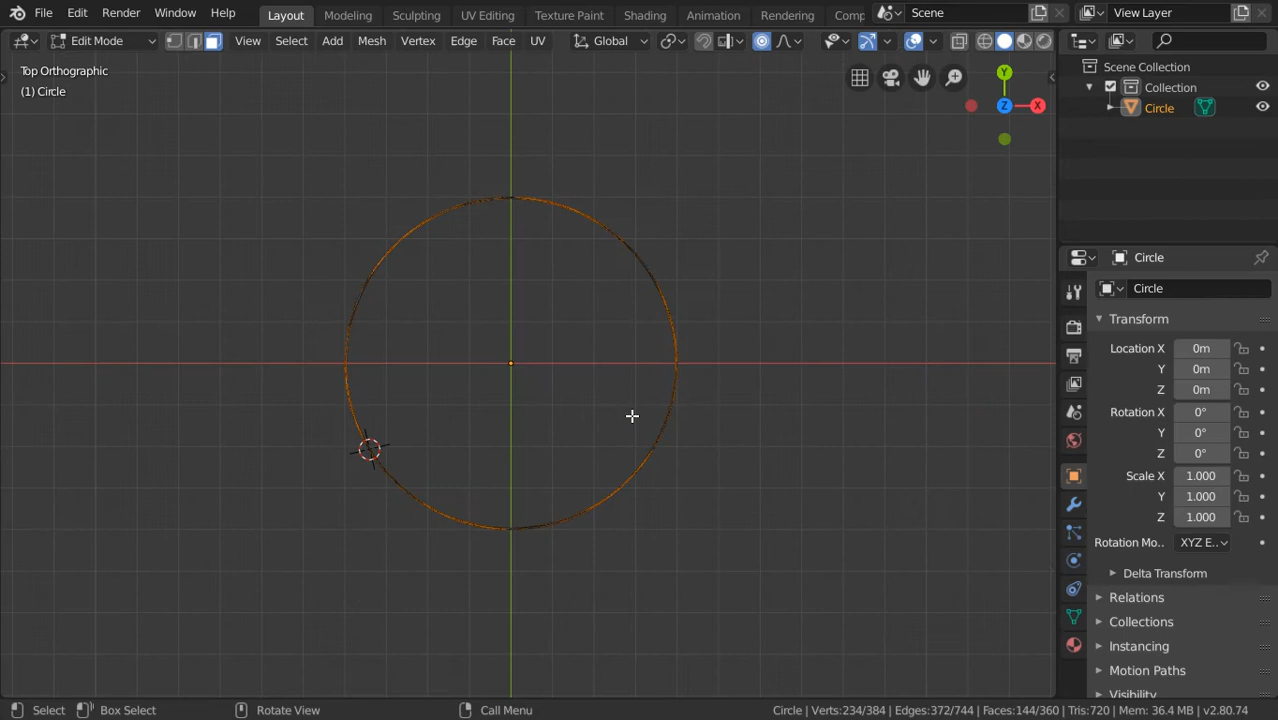 File Edit Render Window Help Layout Modeling Sculpting UV Editing Texture Paint Shading Animation Rendering Comp Scene View Layer
Edit Mode View Select Add Mesh Vertex Edge Face UV Global
Top Orthographic
(1) Circle
Y
Z
X
Scene Collection
Collection
Circle
Circle
Circle
Transform
Location X 0m
Y 0m
Z 0m
Rotation X 0°
Y 0°
Z 0°
Scale X 1.000
Y 1.000
Z 1.000
Rotation Mo.. XYZ E..
Delta Transform
Relations
Collections
Instancing
Motion Paths
Visibility
Select Box Select Rotate View Call Menu Circle | Verts:234/384 | Edges:372/744 | Faces:144/360 | Tris:720 | Mem: 36.4 MB | v2.80.74